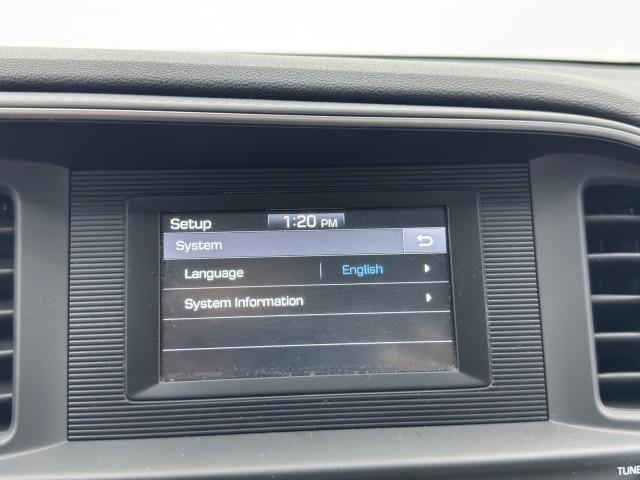 Setup 1:20 PM
System
Language English
System Information
TUNE